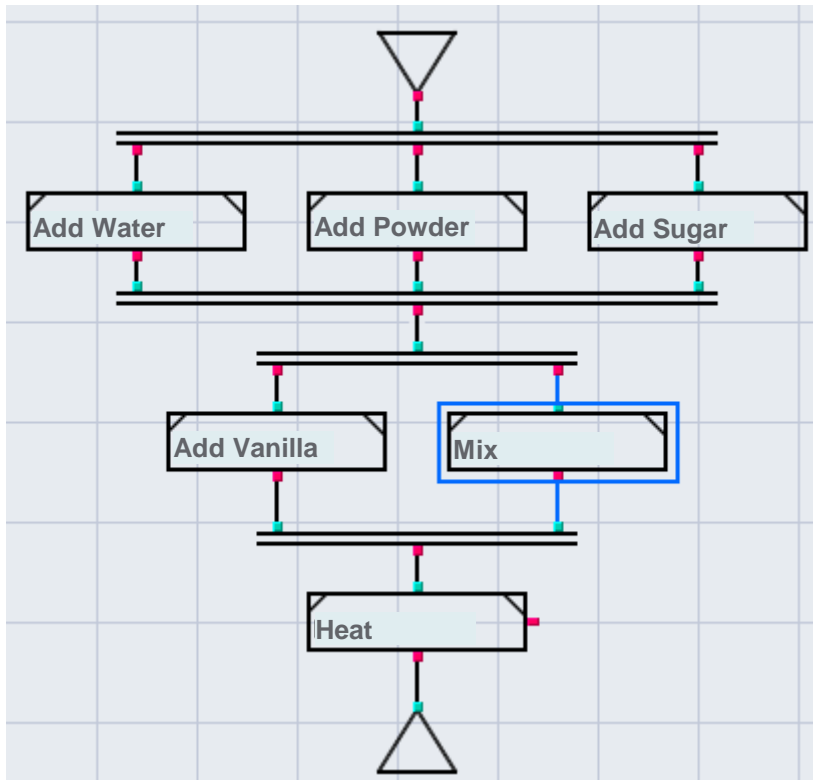 Add Water
Add Powder
Add Sugar
Add Vanilla
Mix
Heat